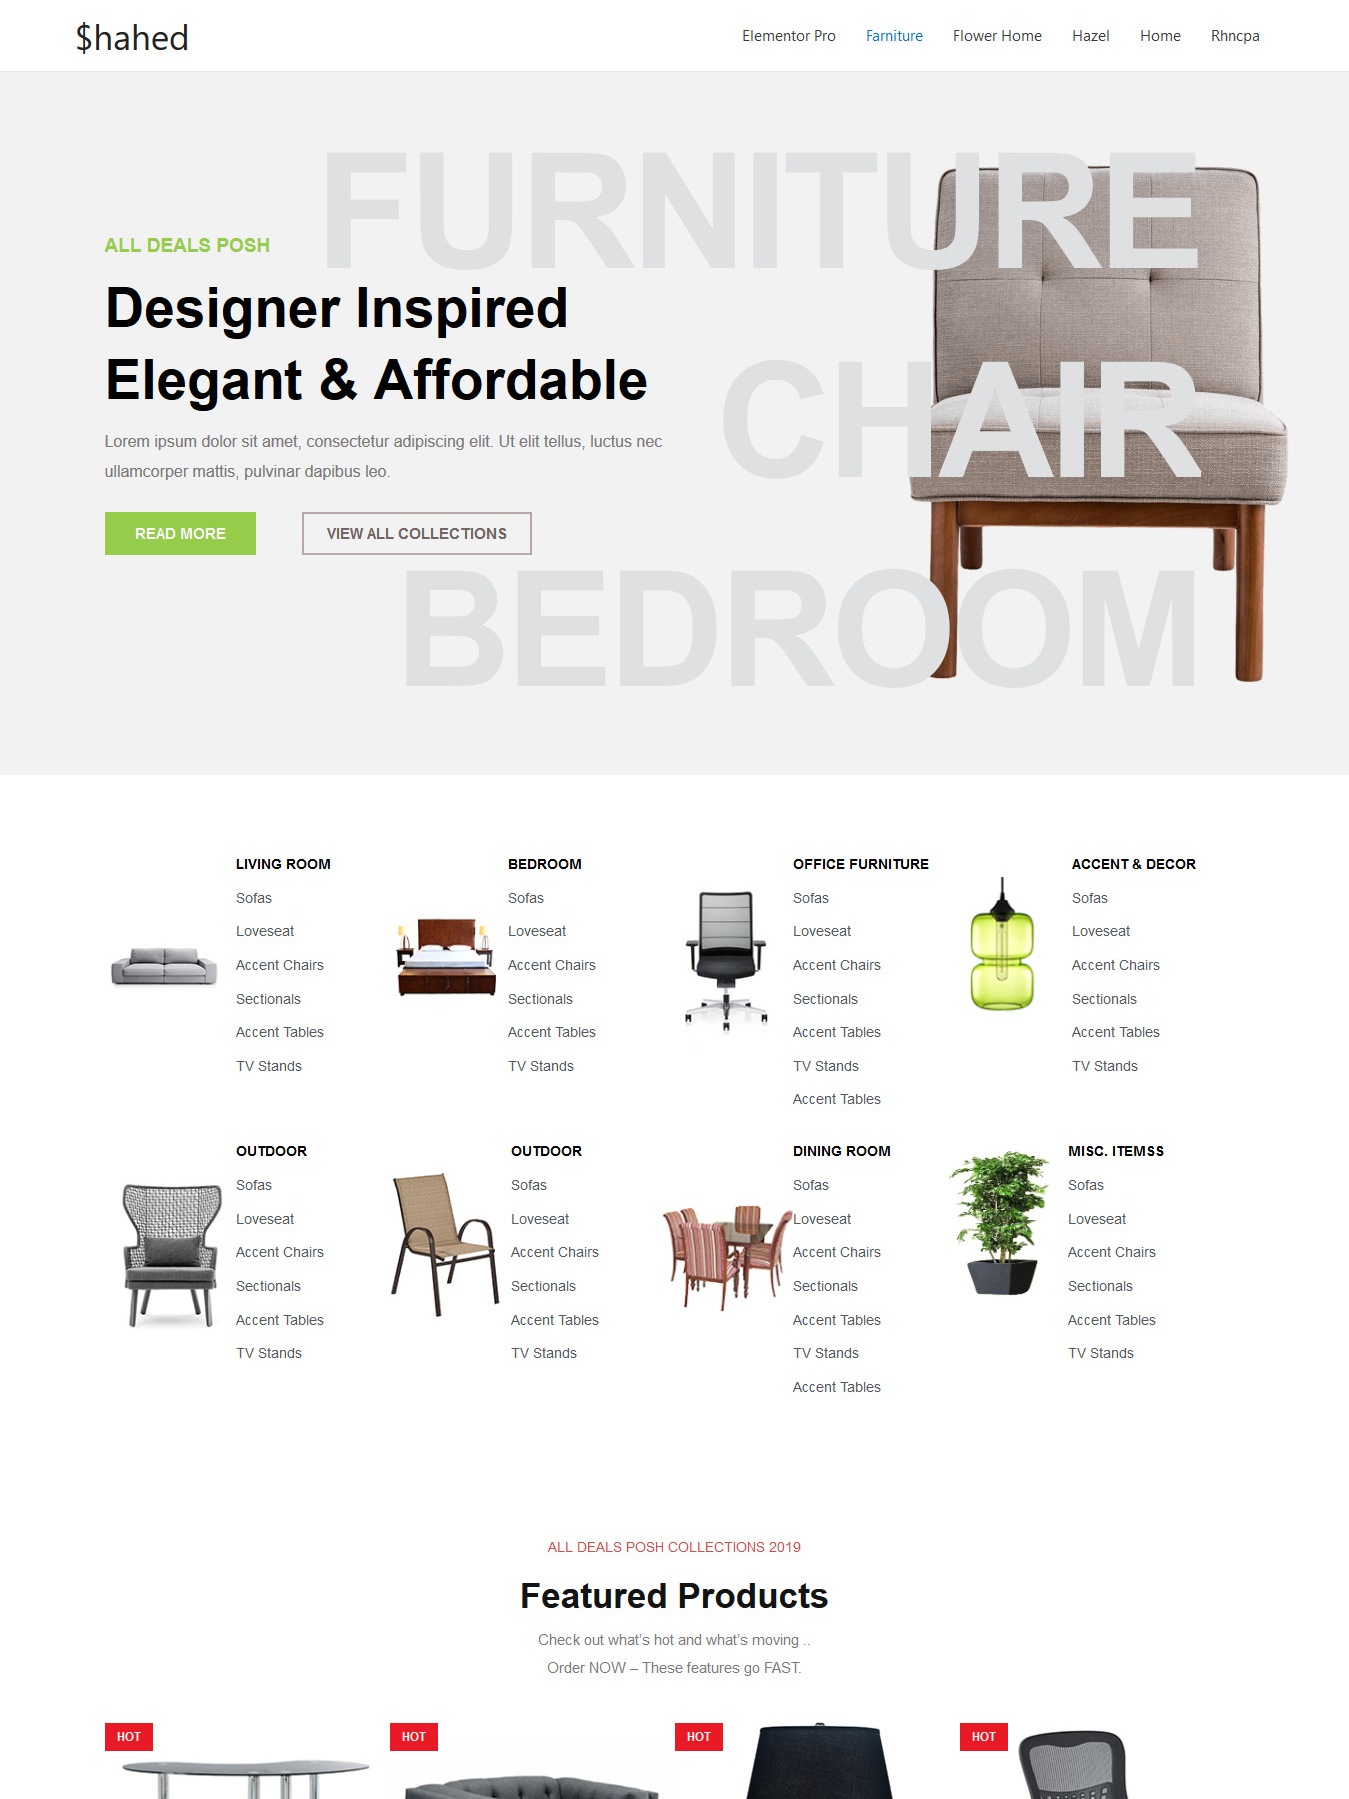 $hahed
Elementor Pro
Farniture
Flower Home
Hazel
Home
Rhncpa
FURNITURE
CHAIR
BEDROOM
ALL DEALS POSH
Designer Inspired
Elegant & Affordable
Lorem ipsum dolor sit amet, consectetur adipiscing elit. Ut elit tellus, luctus nec
ullamcorper mattis, pulvinar dapibus leo.
READ MORE
VIEW ALL COLLECTIONS
LIVING ROOM
Sofas
Loveseat
Accent Chairs
Sectionals
Accent Tables
TV Stands
BEDROOM
Sofas
Loveseat
Accent Chairs
Sectionals
Accent Tables
TV Stands
OFFICE FURNITURE
Sofas
Loveseat
Accent Chairs
Sectionals
Accent Tables
TV Stands
Accent Tables
ACCENT & DECOR
Sofas
Loveseat
Accent Chairs
Sectionals
Accent Tables
TV Stands
OUTDOOR
Sofas
Loveseat
Accent Chairs
Sectionals
Accent Tables
TV Stands
OUTDOOR
Sofas
Loveseat
Accent Chairs
Sectionals
Accent Tables
TV Stands
DINING ROOM
Sofas
Loveseat
Accent Chairs
Sectionals
Accent Tables
TV Stands
Accent Tables
MISC. ITEMSS
Sofas
Loveseat
Accent Chairs
Sectionals
Accent Tables
TV Stands
ALL DEALS POSH COLLECTIONS 2019
Featured Products
Check out what's hot and what's moving ..
Order NOW – These features go FAST.
HOT
HOT
HOT
HOT